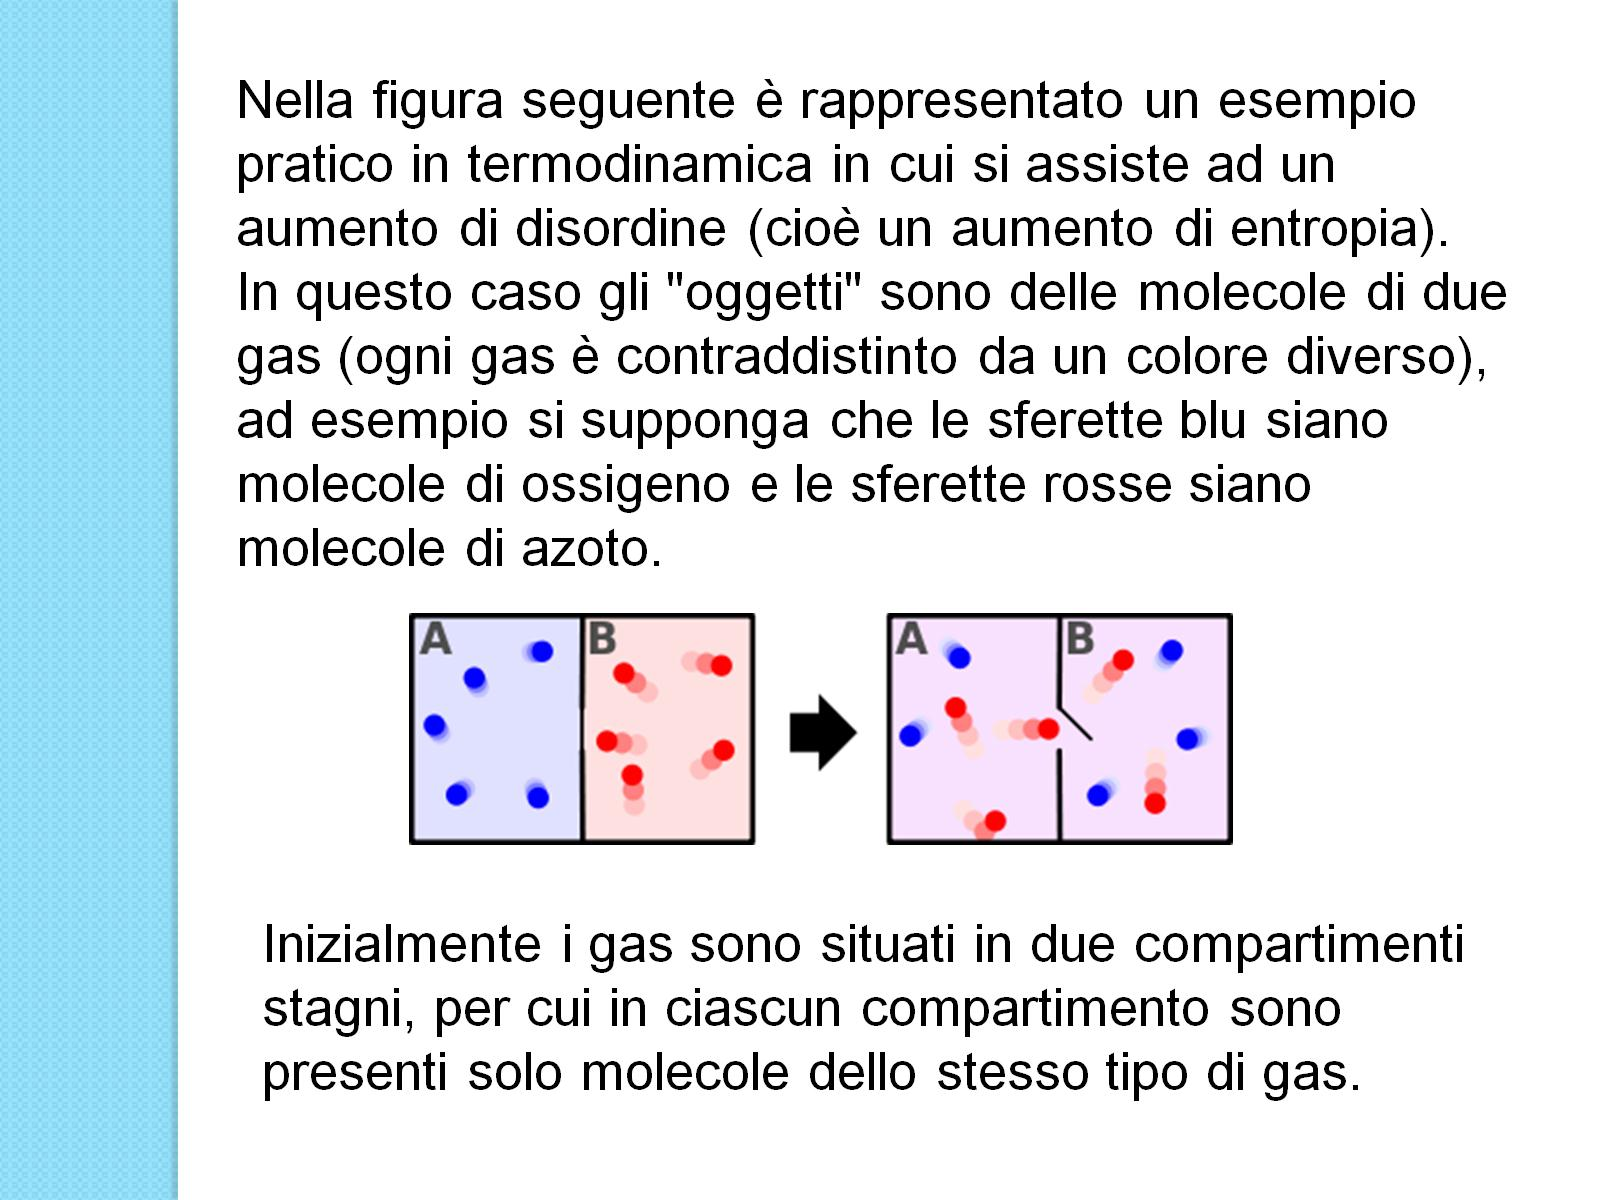 Nella figura seguente è rappresentato un esempio
pratico in termodinamica in cui si assiste ad un
aumento di disordine (cioè un aumento di entropia).
In questo caso gli "oggetti" sono delle molecole di due
gas (ogni gas è contraddistinto da un colore diverso),
ad esempio si supponga che le sferette blu siano
molecole di ossigeno e le sferette rosse siano
molecole di azoto.
A B A B
Inizialmente i gas sono situati in due compartimenti
stagni, per cui in ciascun compartimento sono
presenti solo molecole dello stesso tipo di gas.